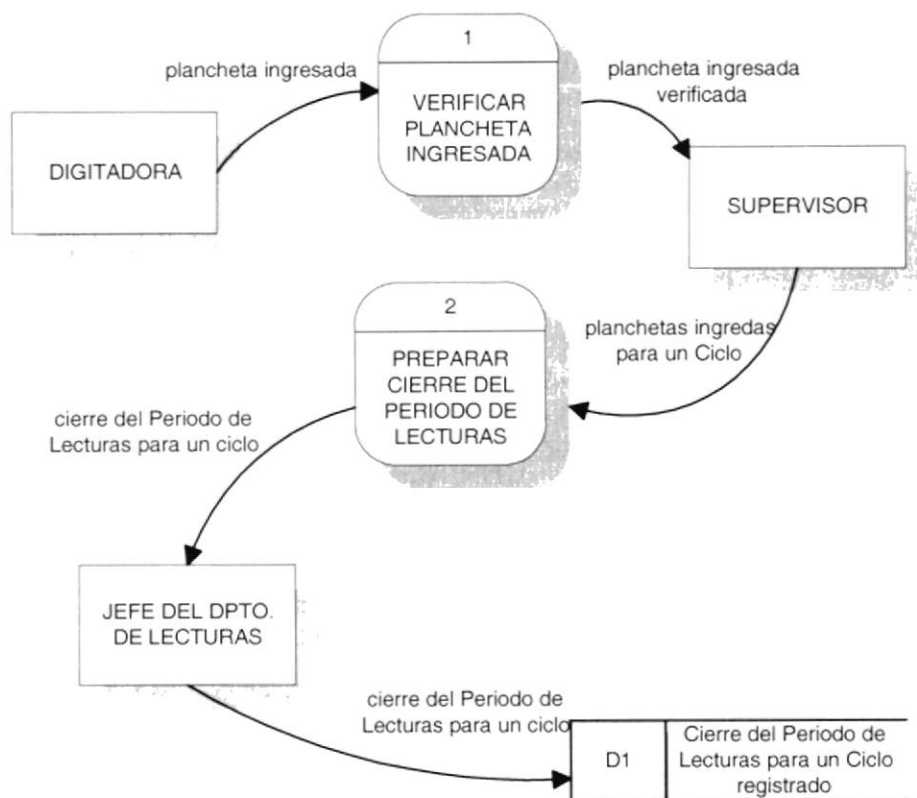 1
plancheta ingresada
plancheta ingresada
verificada
VERIFICAR
PLANCHETA
INGRESADA
DIGITADORA
SUPERVISOR
2
planchetas ingredas
para un Ciclo
PREPARAR
CIERRE DEL
PERIODO DE
LECTURAS
cierre del Periodo de
Lecturas para un ciclo
JEFE DEL DPTO.
DE LECTURAS
cierre del Periodo de
Lecturas para un ciclo
D1
Cierre del Periodo de
Lecturas para un Ciclo
registrado